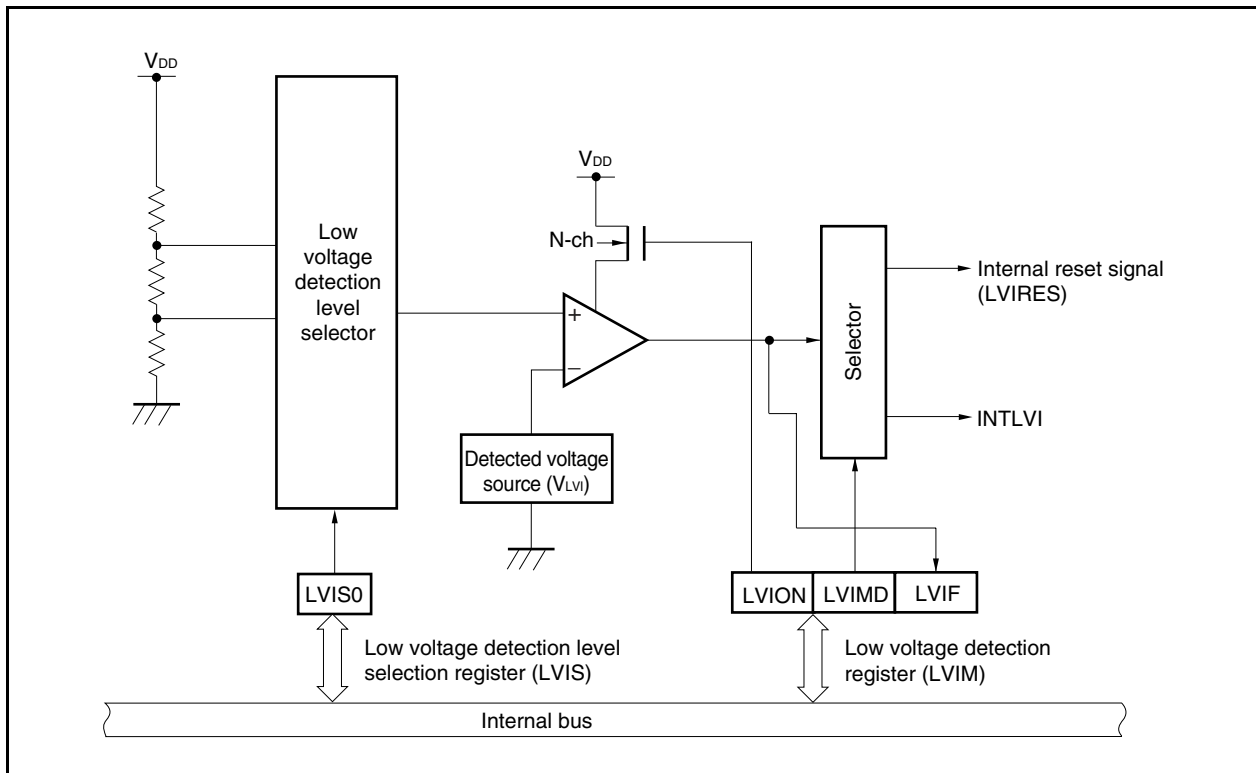 VDD
Low
voltage
detection
level
selector
VDD
N-ch
+
−
Detected voltage
source (VLVI)
Selector
Internal reset signal
(LVIRES)
INTLVI
LVIS0
LVION LVIMD LVIF
Low voltage detection level
selection register (LVIS)
Low voltage detection
register (LVIM)
Internal bus